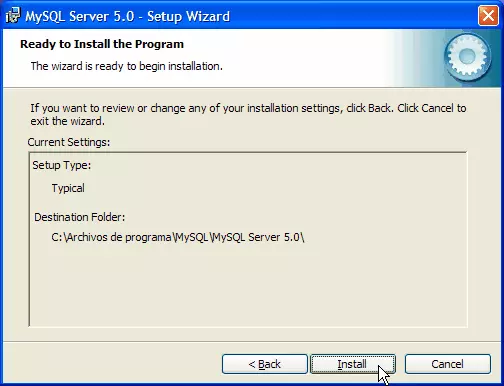 MySQL Server 5.0 - Setup Wizard
Ready to Install the Program
The wizard is ready to begin installation.
If you want to review or change any of your installation settings, click Back. Click Cancel to
exit the wizard.
Current Settings:
Setup Type:
Typical
Destination Folder:
C:\Archivos de programa\MySQL\MySQL Server 5.0\
< Back
Install
Cancel